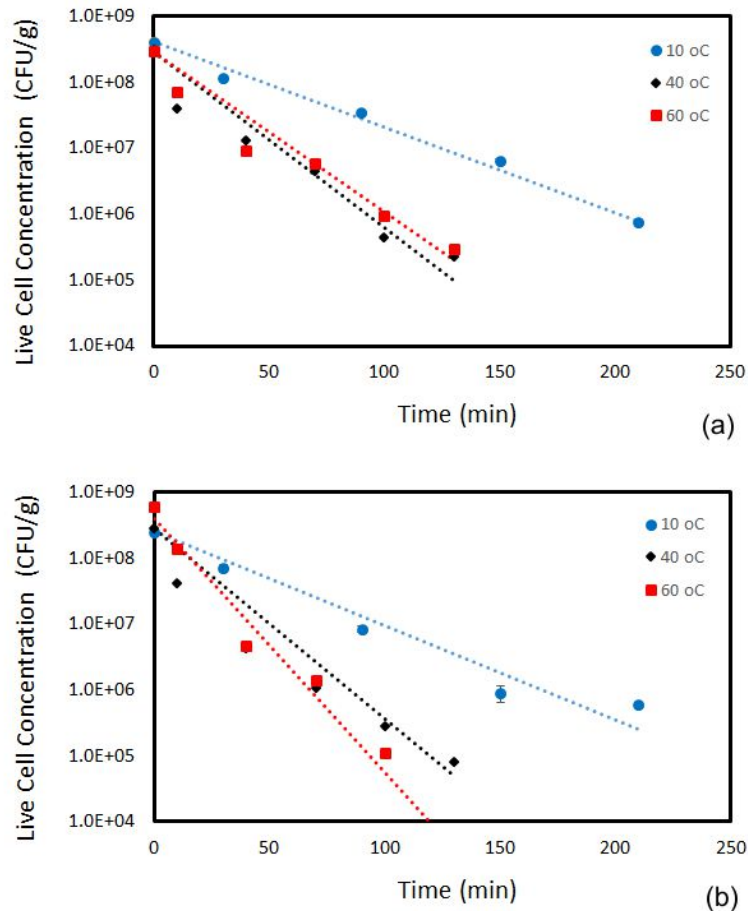 1.0E+09
1.0E+08
1.0E+07
1.0E+06
1.0E+05
1.0E+04
Live Cell Concentration (CFU/g)
10 oC
40 oC
60 oC
0 50 100 150 200 250
Time (min)
(a)
1.0E+09
1.0E+08
1.0E+07
1.0E+06
1.0E+05
1.0E+04
Live Cell Concentration (CFU/g)
10 oC
40 oC
60 oC
0 50 100 150 200 250
Time (min)
(b)